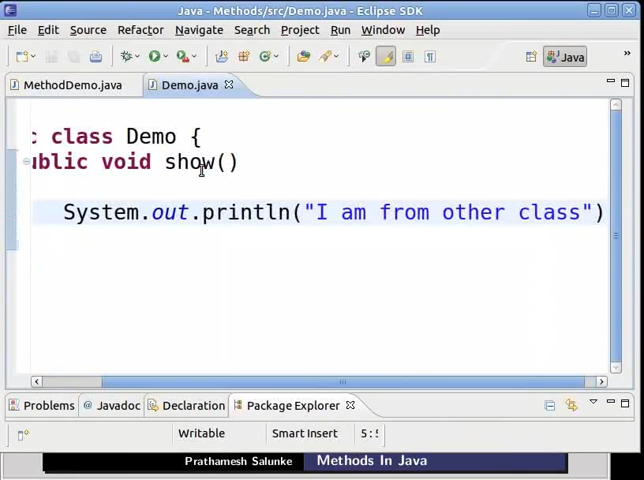 Java - Methods/src/Demo.java - Eclipse SDK
File Edit Source Refactor Navigate Search Project Run Window Help
Java »
MethodDemo.java Demo.java
c class Demo {
ublic void show()
System.out.println("I am from other class")
Problems Javadoc Declaration Package Explorer
Writable Smart Insert 5:5
Prathamesh Salunke Methods In Java